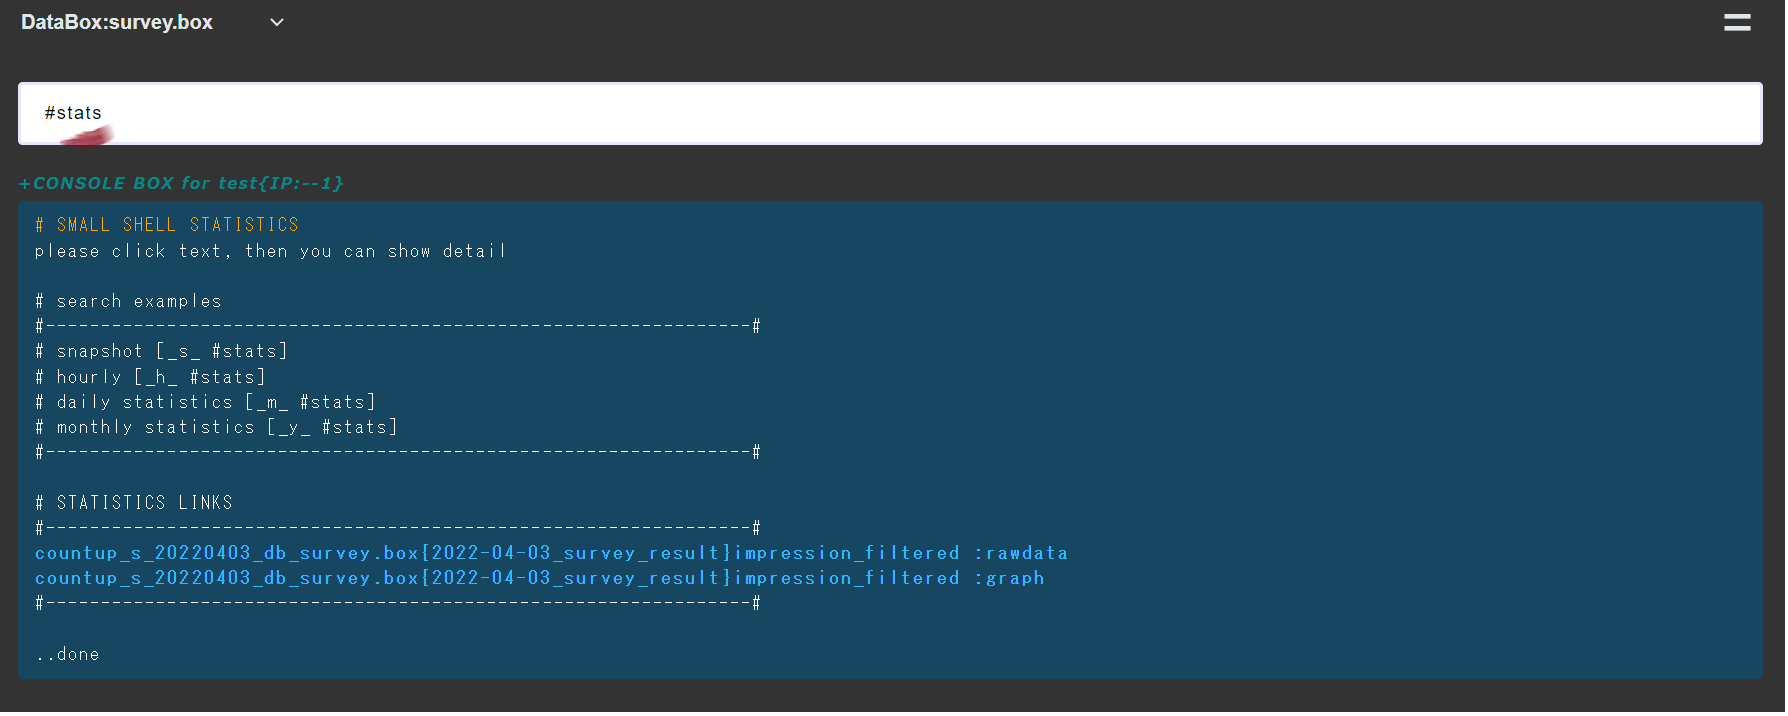 DataBox:survey.box
#stats
+CONSOLE BOX for test{IP:--1}
# SMALL SHELL STATISTICS
please click text, then you can show detail
# search examples
#----------------------------------------------------------------#
# snapshot [_s_ #stats]
# hourly [_h_ #stats]
# daily statistics [_m_ #stats]
# monthly statistics [_y_ #stats]
#----------------------------------------------------------------#
# STATISTICS LINKS
#----------------------------------------------------------------#
countup_s_20220403_db_survey.box{2022-04-03_survey_result}impression_filtered :rawdata
countup_s_20220403_db_survey.box{2022-04-03_survey_result}impression_filtered :graph
#----------------------------------------------------------------#
..done